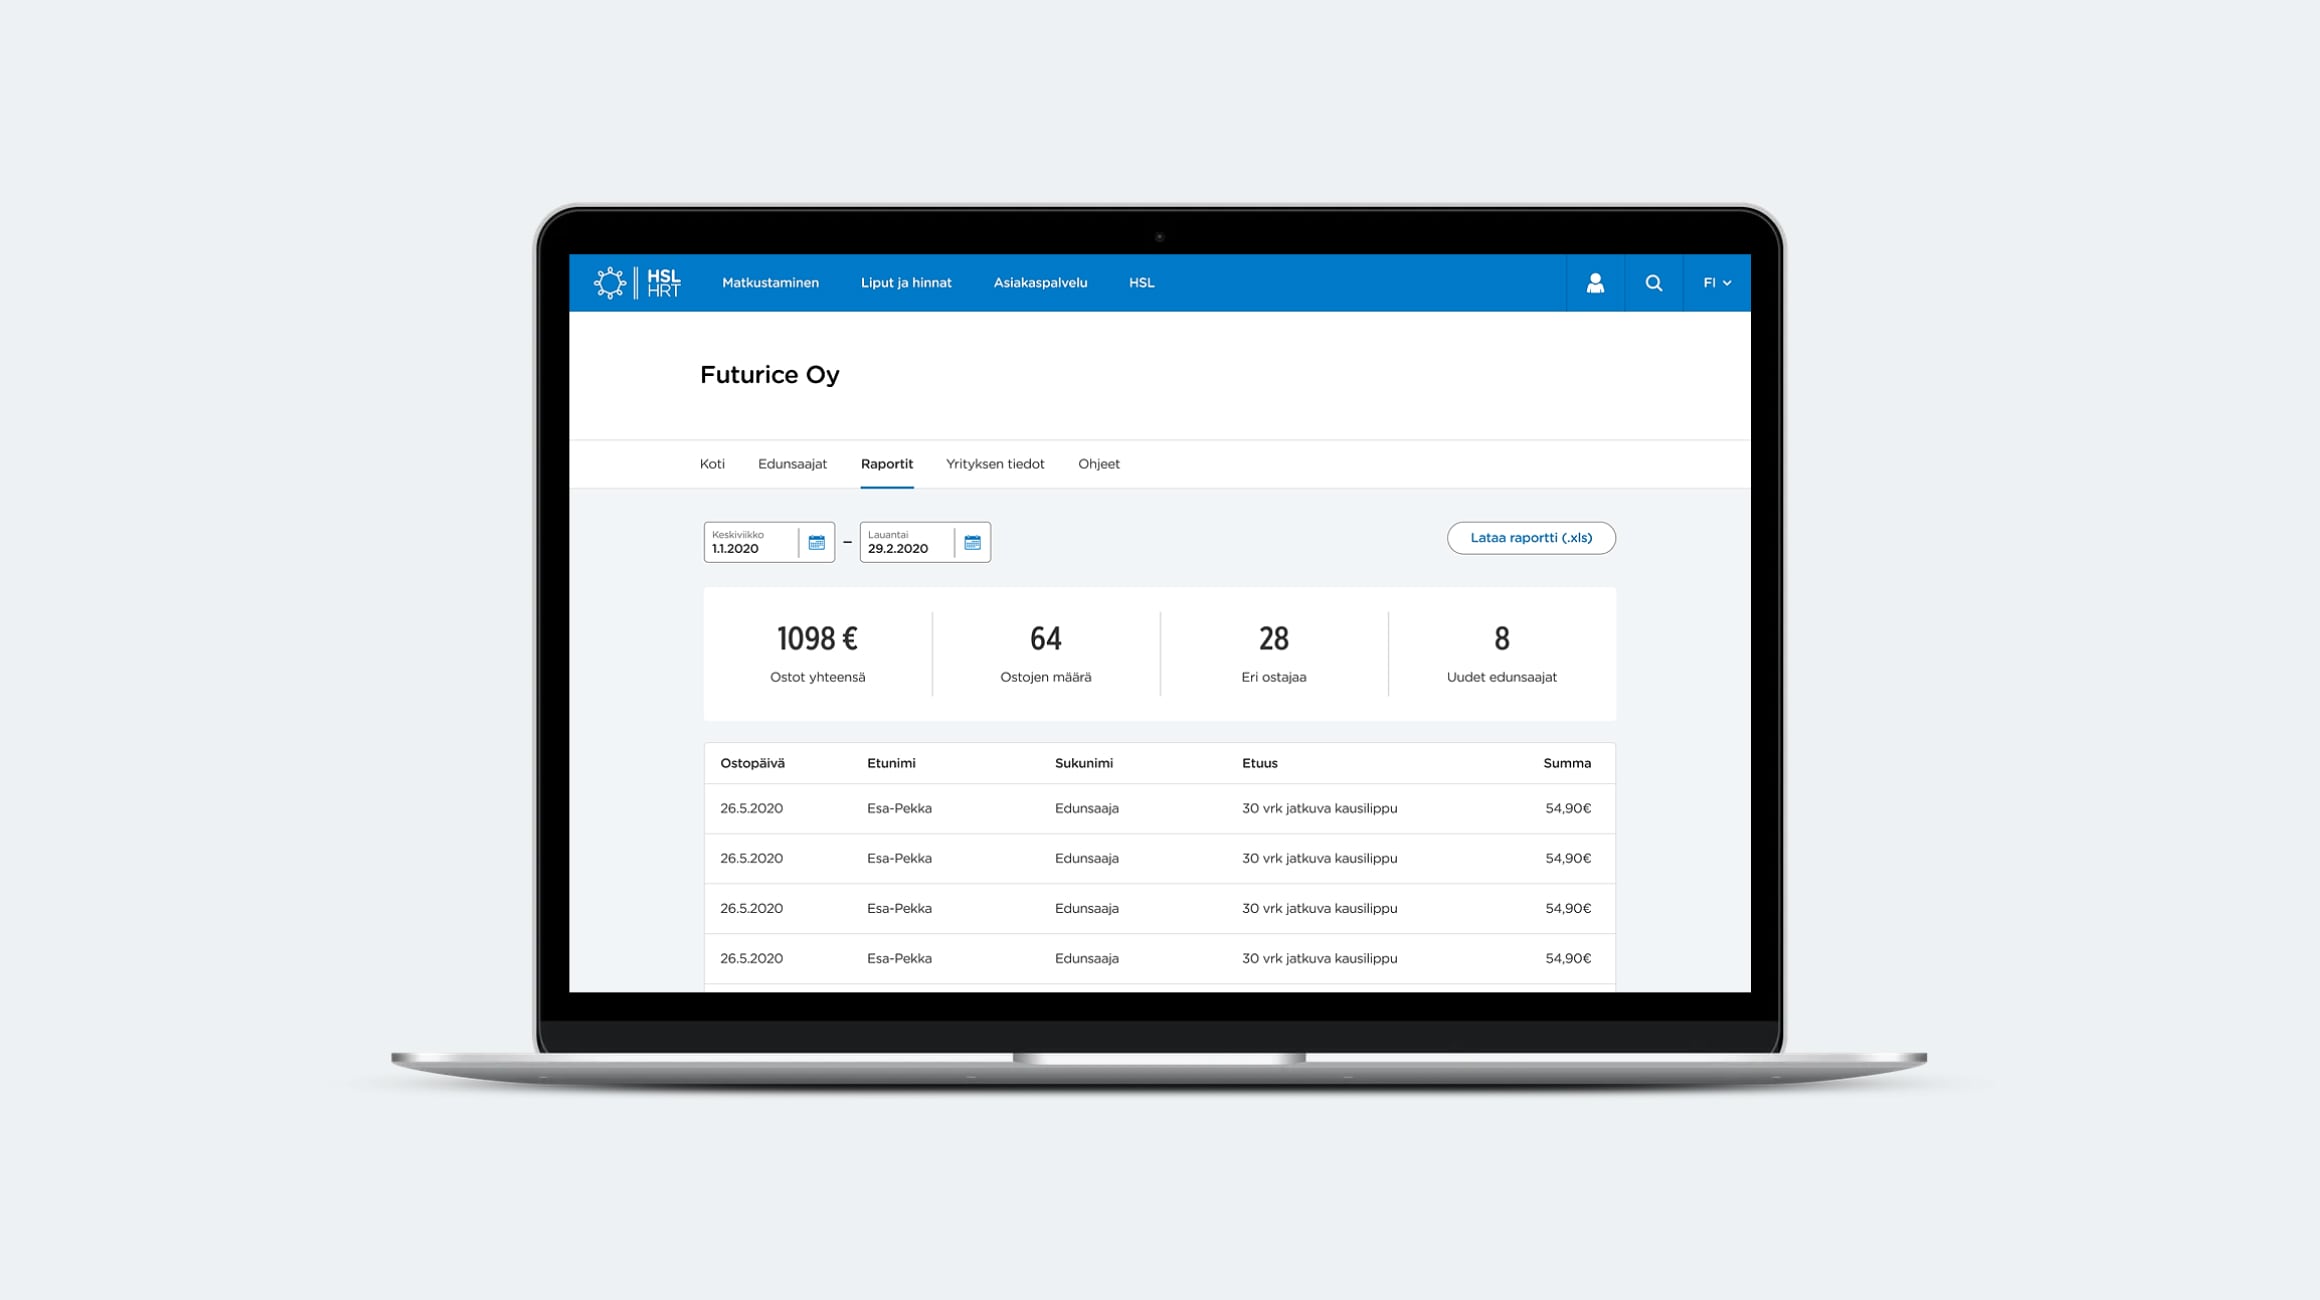 HSL
HRT
Matkustaminen Liput ja hinnat Asiakaspalvelu HSL FI
Futurice Oy
Koti Edunsaajat Raportit Yrityksen tiedot Ohjeet
Keskiviikko Lauantai
1.1.2020 – 29.2.2020 Lataa raportti (.xls)
1098 € 64 28 8
Ostot yhteensä Ostojen määrä Eri ostajaa Uudet edunsaajat
Ostopäivä Etunimi Sukunimi Etuus Summa
26.5.2020 Esa-Pekka Edunsaaja 30 vrk jatkuva kausilippu 54,90€
26.5.2020 Esa-Pekka Edunsaaja 30 vrk jatkuva kausilippu 54,90€
26.5.2020 Esa-Pekka Edunsaaja 30 vrk jatkuva kausilippu 54,90€
26.5.2020 Esa-Pekka Edunsaaja 30 vrk jatkuva kausilippu 54,90€